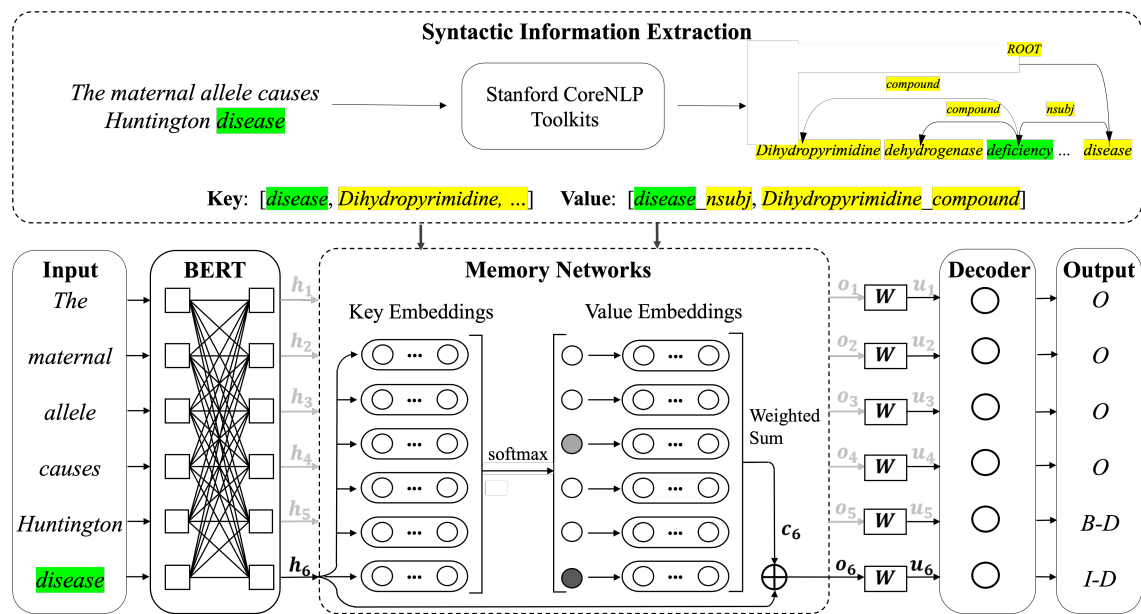 Syntactic Information Extraction
The maternal allele causes
Huntington disease
Stanford CoreNLP
Toolkits
ROOT
compound
compound
nsubj
Dihydropyrimidine dehydrogenase deficiency ... disease
Key: [disease, Dihydropyrimidine, ...] Value: [disease_nsubj, Dihydropyrimidine_compound]
Input
The
maternal
allele
causes
Huntington
disease
BERT
h1
h2
h3
h4
h5
h6
Memory Networks
Key Embeddings
...
...
...
...
...
...
softmax
Value Embeddings
...
...
...
...
...
...
Weighted
Sum
c6
o1 W u1
o2 W u2
o3 W u3
o4 W u4
o5 W u5
o6 W u6
Decoder
Output
O
O
O
O
B-D
I-D